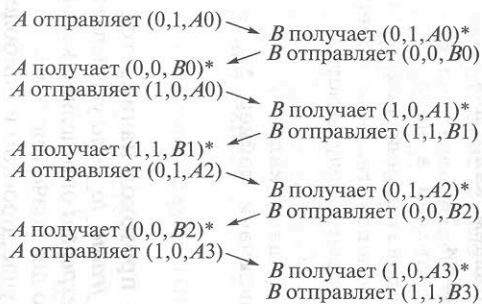 A отправляет (0,1,A0)
B получает (0,1,A0)*
B отправляет (0,0,B0)
A получает (0,0,B0)*
A отправляет (1,0,A0)
B получает (1,0,A1)*
B отправляет (1,1,B1)
A получает (1,1,B1)*
A отправляет (0,1,A2)
B получает (0,1,A2)*
B отправляет (0,0,B2)
A получает (0,0,B2)*
A отправляет (1,0,A3)
B получает (1,0,A3)*
B отправляет (1,1,B3)